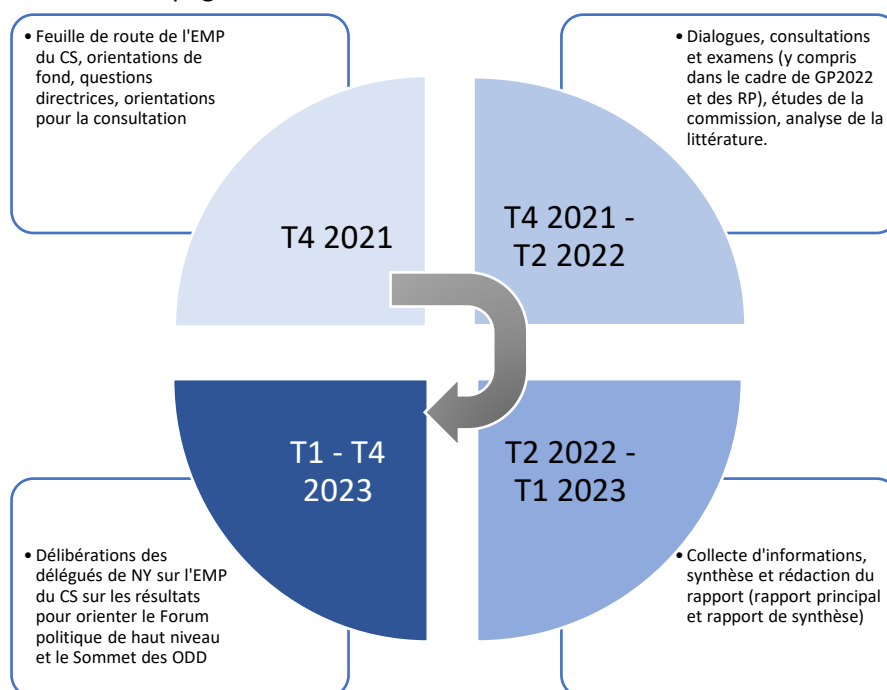 • Feuille de route de l'EMP
du CS, orientations de
fond, questions
directrices, orientations
pour la consultation
• Dialogues, consultations
et examens (y compris
dans le cadre de GP2022
et des RP), études de la
commission, analyse de la
littérature.
T4 2021
T4 2021 -
T2 2022
T1 - T4
2023
T2 2022 -
T1 2023
• Délibérations des
délégués de NY sur l'EMP
du CS sur les résultats
pour orienter le Forum
politique de haut niveau
et le Sommet des ODD
• Collecte d'informations,
synthèse et rédaction du
rapport (rapport principal
et rapport de synthèse)